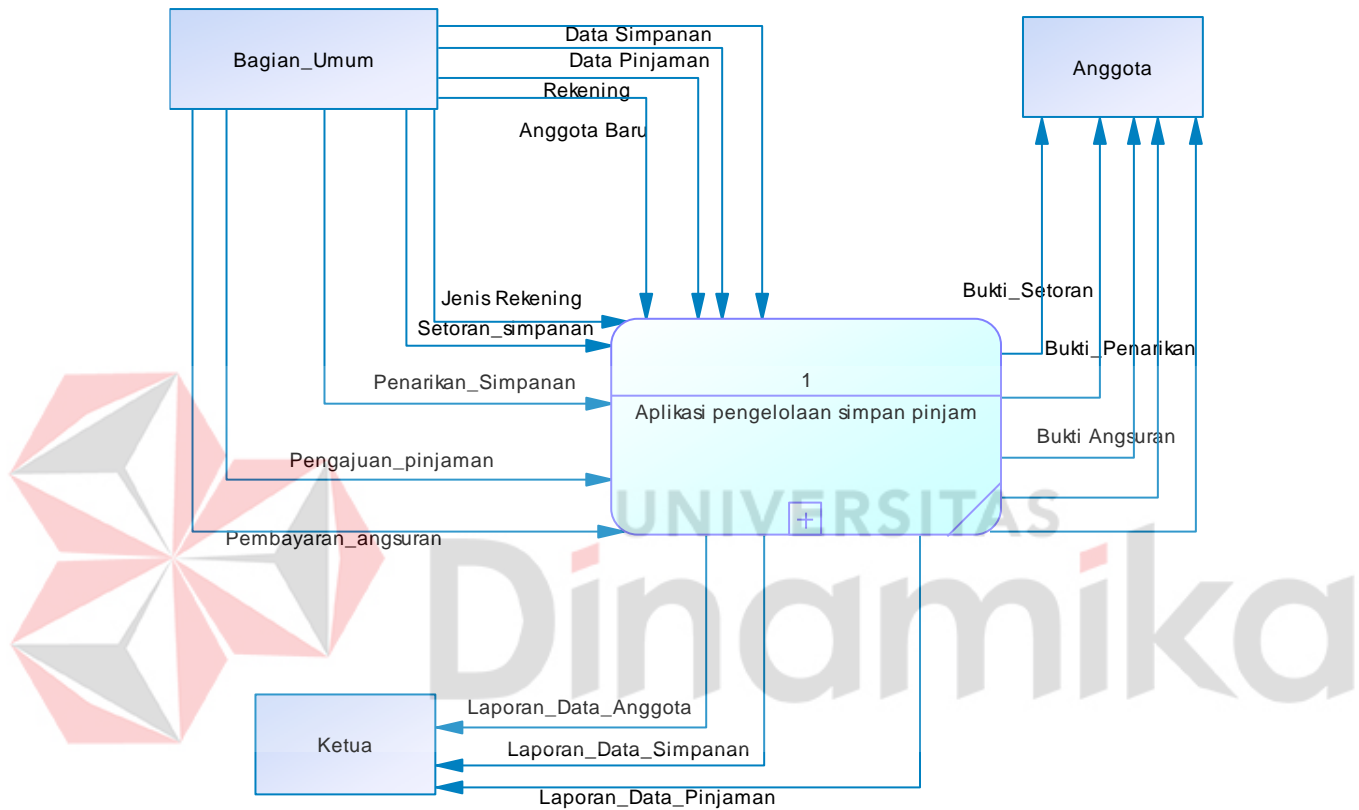 Bagian_Umum
Data Simpanan
Data Pinjaman
Rekening
Anggota Baru
Anggota
Jenis Rekening
Setoran_simpanan
Penarikan_Simpanan
Pengajuan_pinjaman
Pembayaran_angsuran
1
Aplikasi pengelolaan simpan pinjam
Bukti_Setoran
Bukti_Penarikan
Bukti Angsuran
UNIVERSITAS
Dinamika
Ketua
Laporan_Data_Anggota
Laporan_Data_Simpanan
Laporan_Data_Pinjaman